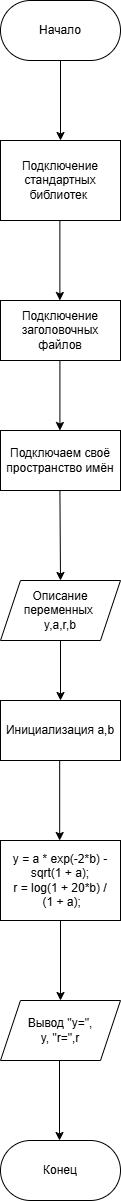 Начало
Подключение
стандартных
библиотек
Подключение
заголовочных
файлов
Подключаем своё
пространство имён
Описание
переменных
y,a,r,b
Инициализация a,b
y = a * exp(-2*b) -
sqrt(1 + a);
r = log(1 + 20*b) /
(1 + a);
Вывод "y=",
y, "r=",r
Конец